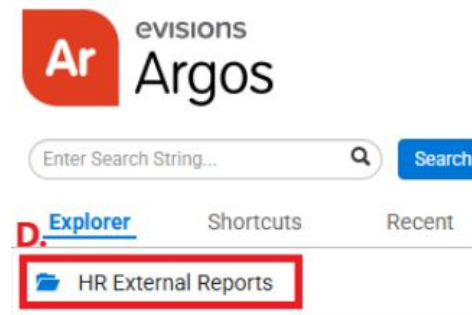 Ar
evisions
Argos
Enter Search String...
Search
D.
Explorer Shortcuts Recent
HR External Reports